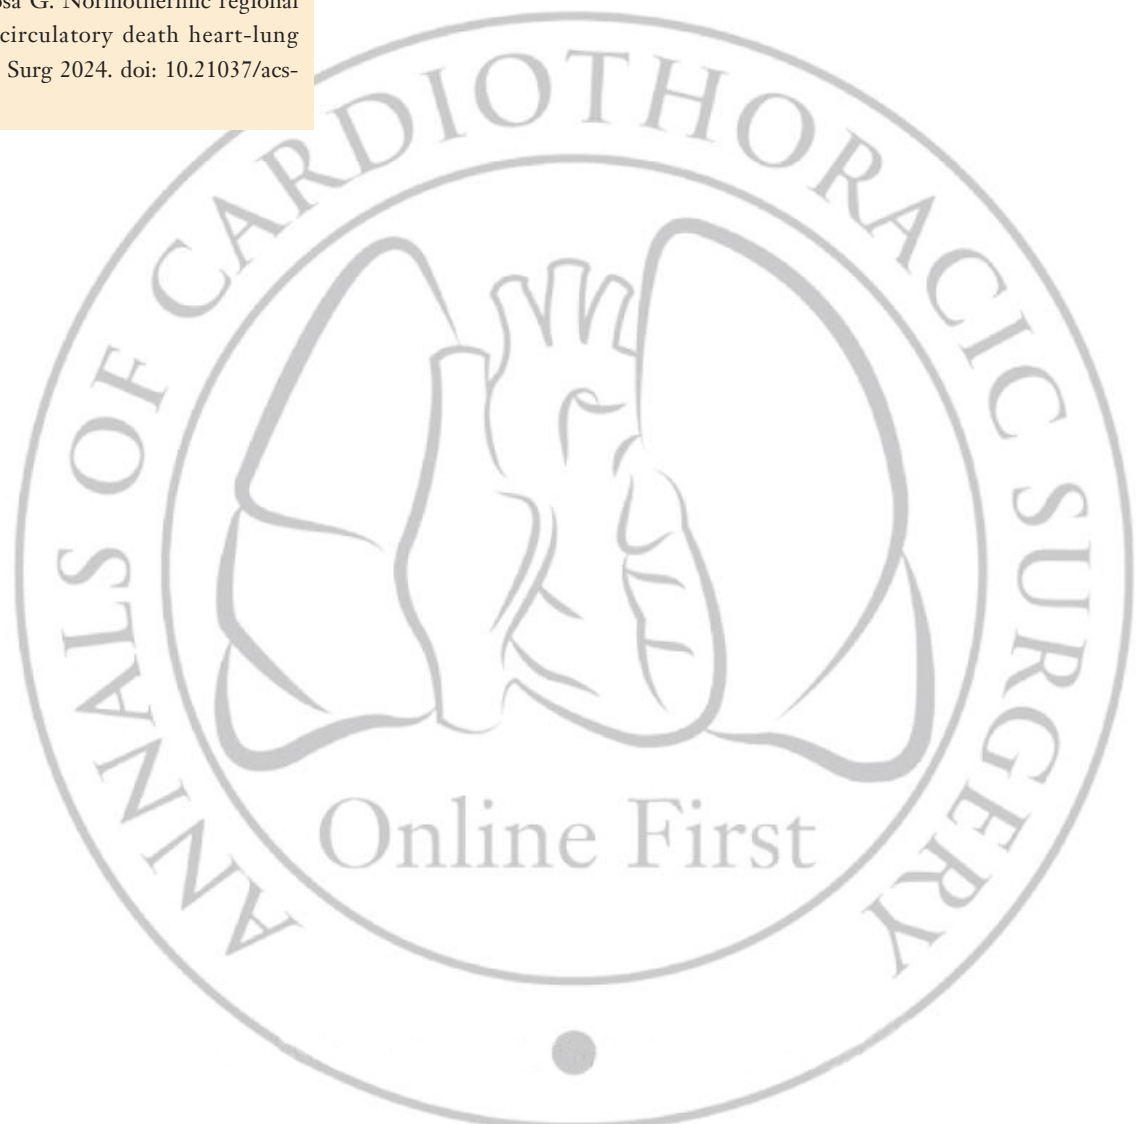 osa G. Normothermic regional
circulatory death heart-lung
Surg 2024. doi: 10.21037/acs-
ANNALS OF CARDIOTHORACIC SURGERY
Online First